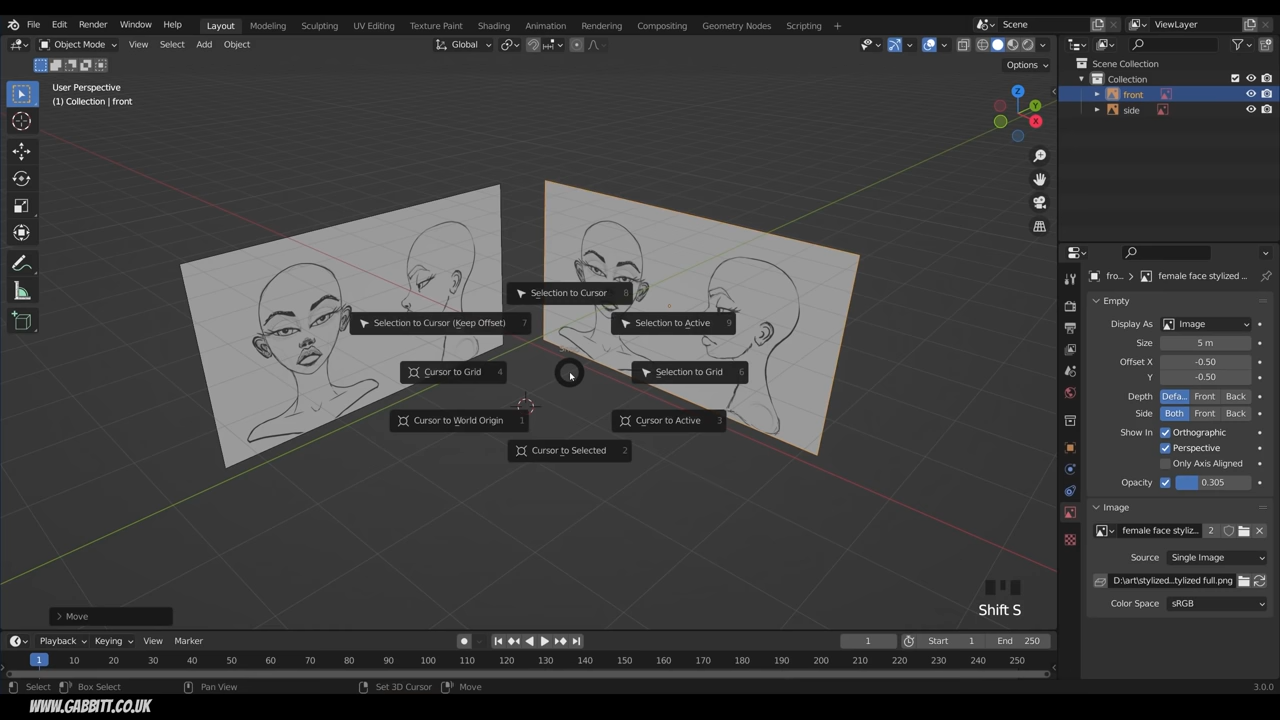 File Edit Render Window Help Layout Modeling Sculpting UV Editing Texture Paint Shading Animation Rendering Compositing Geometry Nodes Scripting + Scene ViewLayer
Object Mode View Select Add Object Global
Options
User Perspective
(1) Collection | front
Z
Y
X
Scene Collection
Collection
front
side
Selection to Cursor 8
Selection to Cursor (Keep Offset) 7
Selection to Active 9
Cursor to Grid 4
Selection to Grid 6
Cursor to World Origin 1
Cursor to Active 3
Cursor to Selected 2
fro... > female face stylized ...
Empty
Display As Image
Size 5 m
Offset X -0.50
Y -0.50
Depth Defa... Front Back
Side Both Front Back
Show In Orthographic
Perspective
Only Axis Aligned
Opacity 0.305
Image
female face styliz... 2
Source Single Image
D:\art\stylized...tylized full.png
Color Space sRGB
Shift S
> Move
Playback Keying View Marker 1 Start 1 End 250
1 10 20 30 40 50 60 70 80 90 100 110 120 130 140 150 160 170 180 190 200 210 220 230 240 250
Select Box Select Pan View Set 3D Cursor Move 3.0.0
WWW.GABBITT.CO.UK